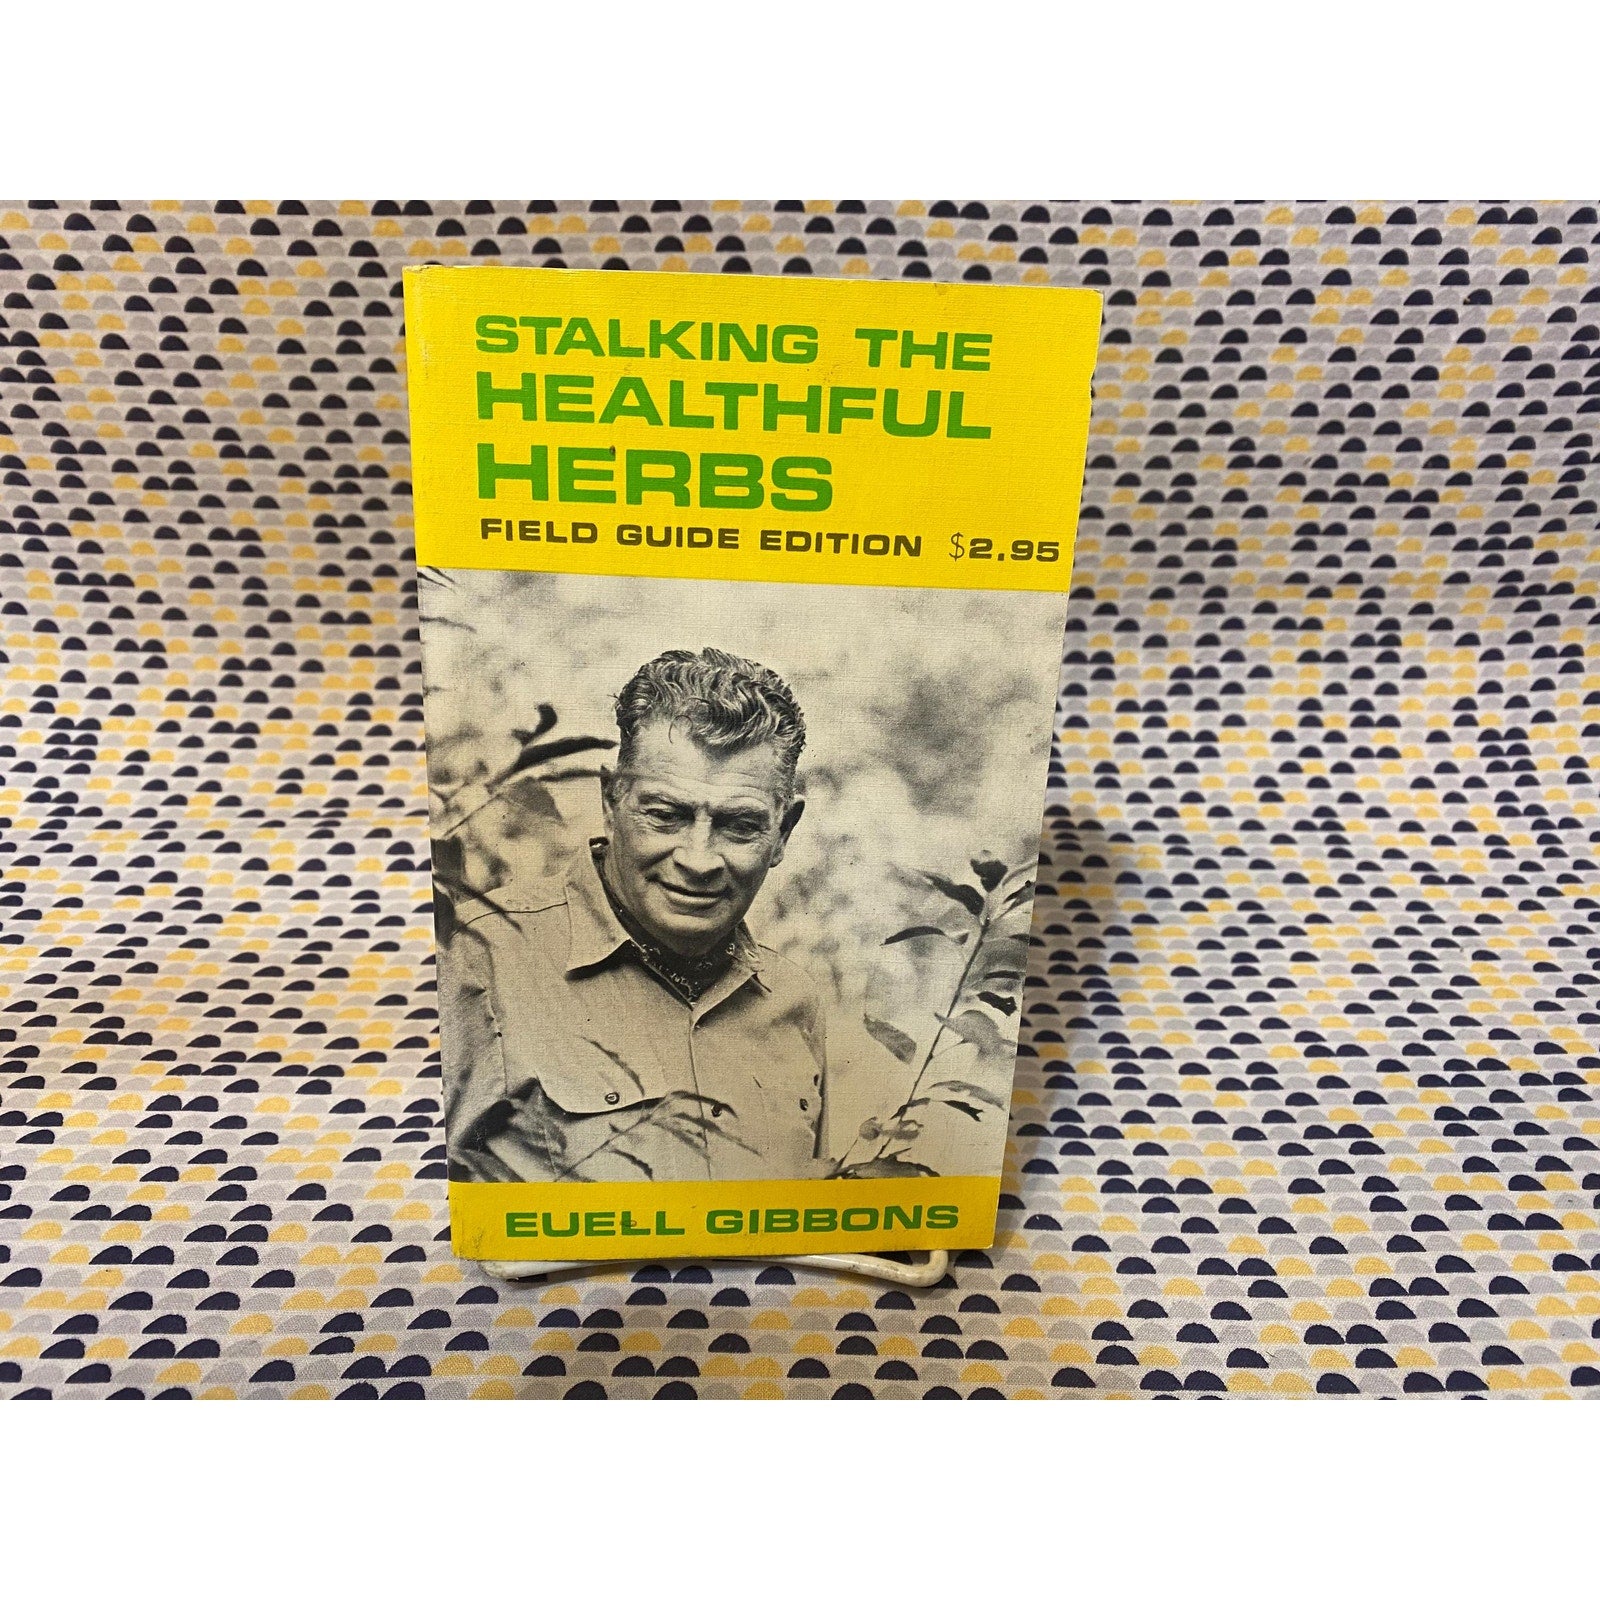 STALKING THE
HEALTHFUL
HERBS
FIELD GUIDE EDITION $2.95
EUELL GIBBONS